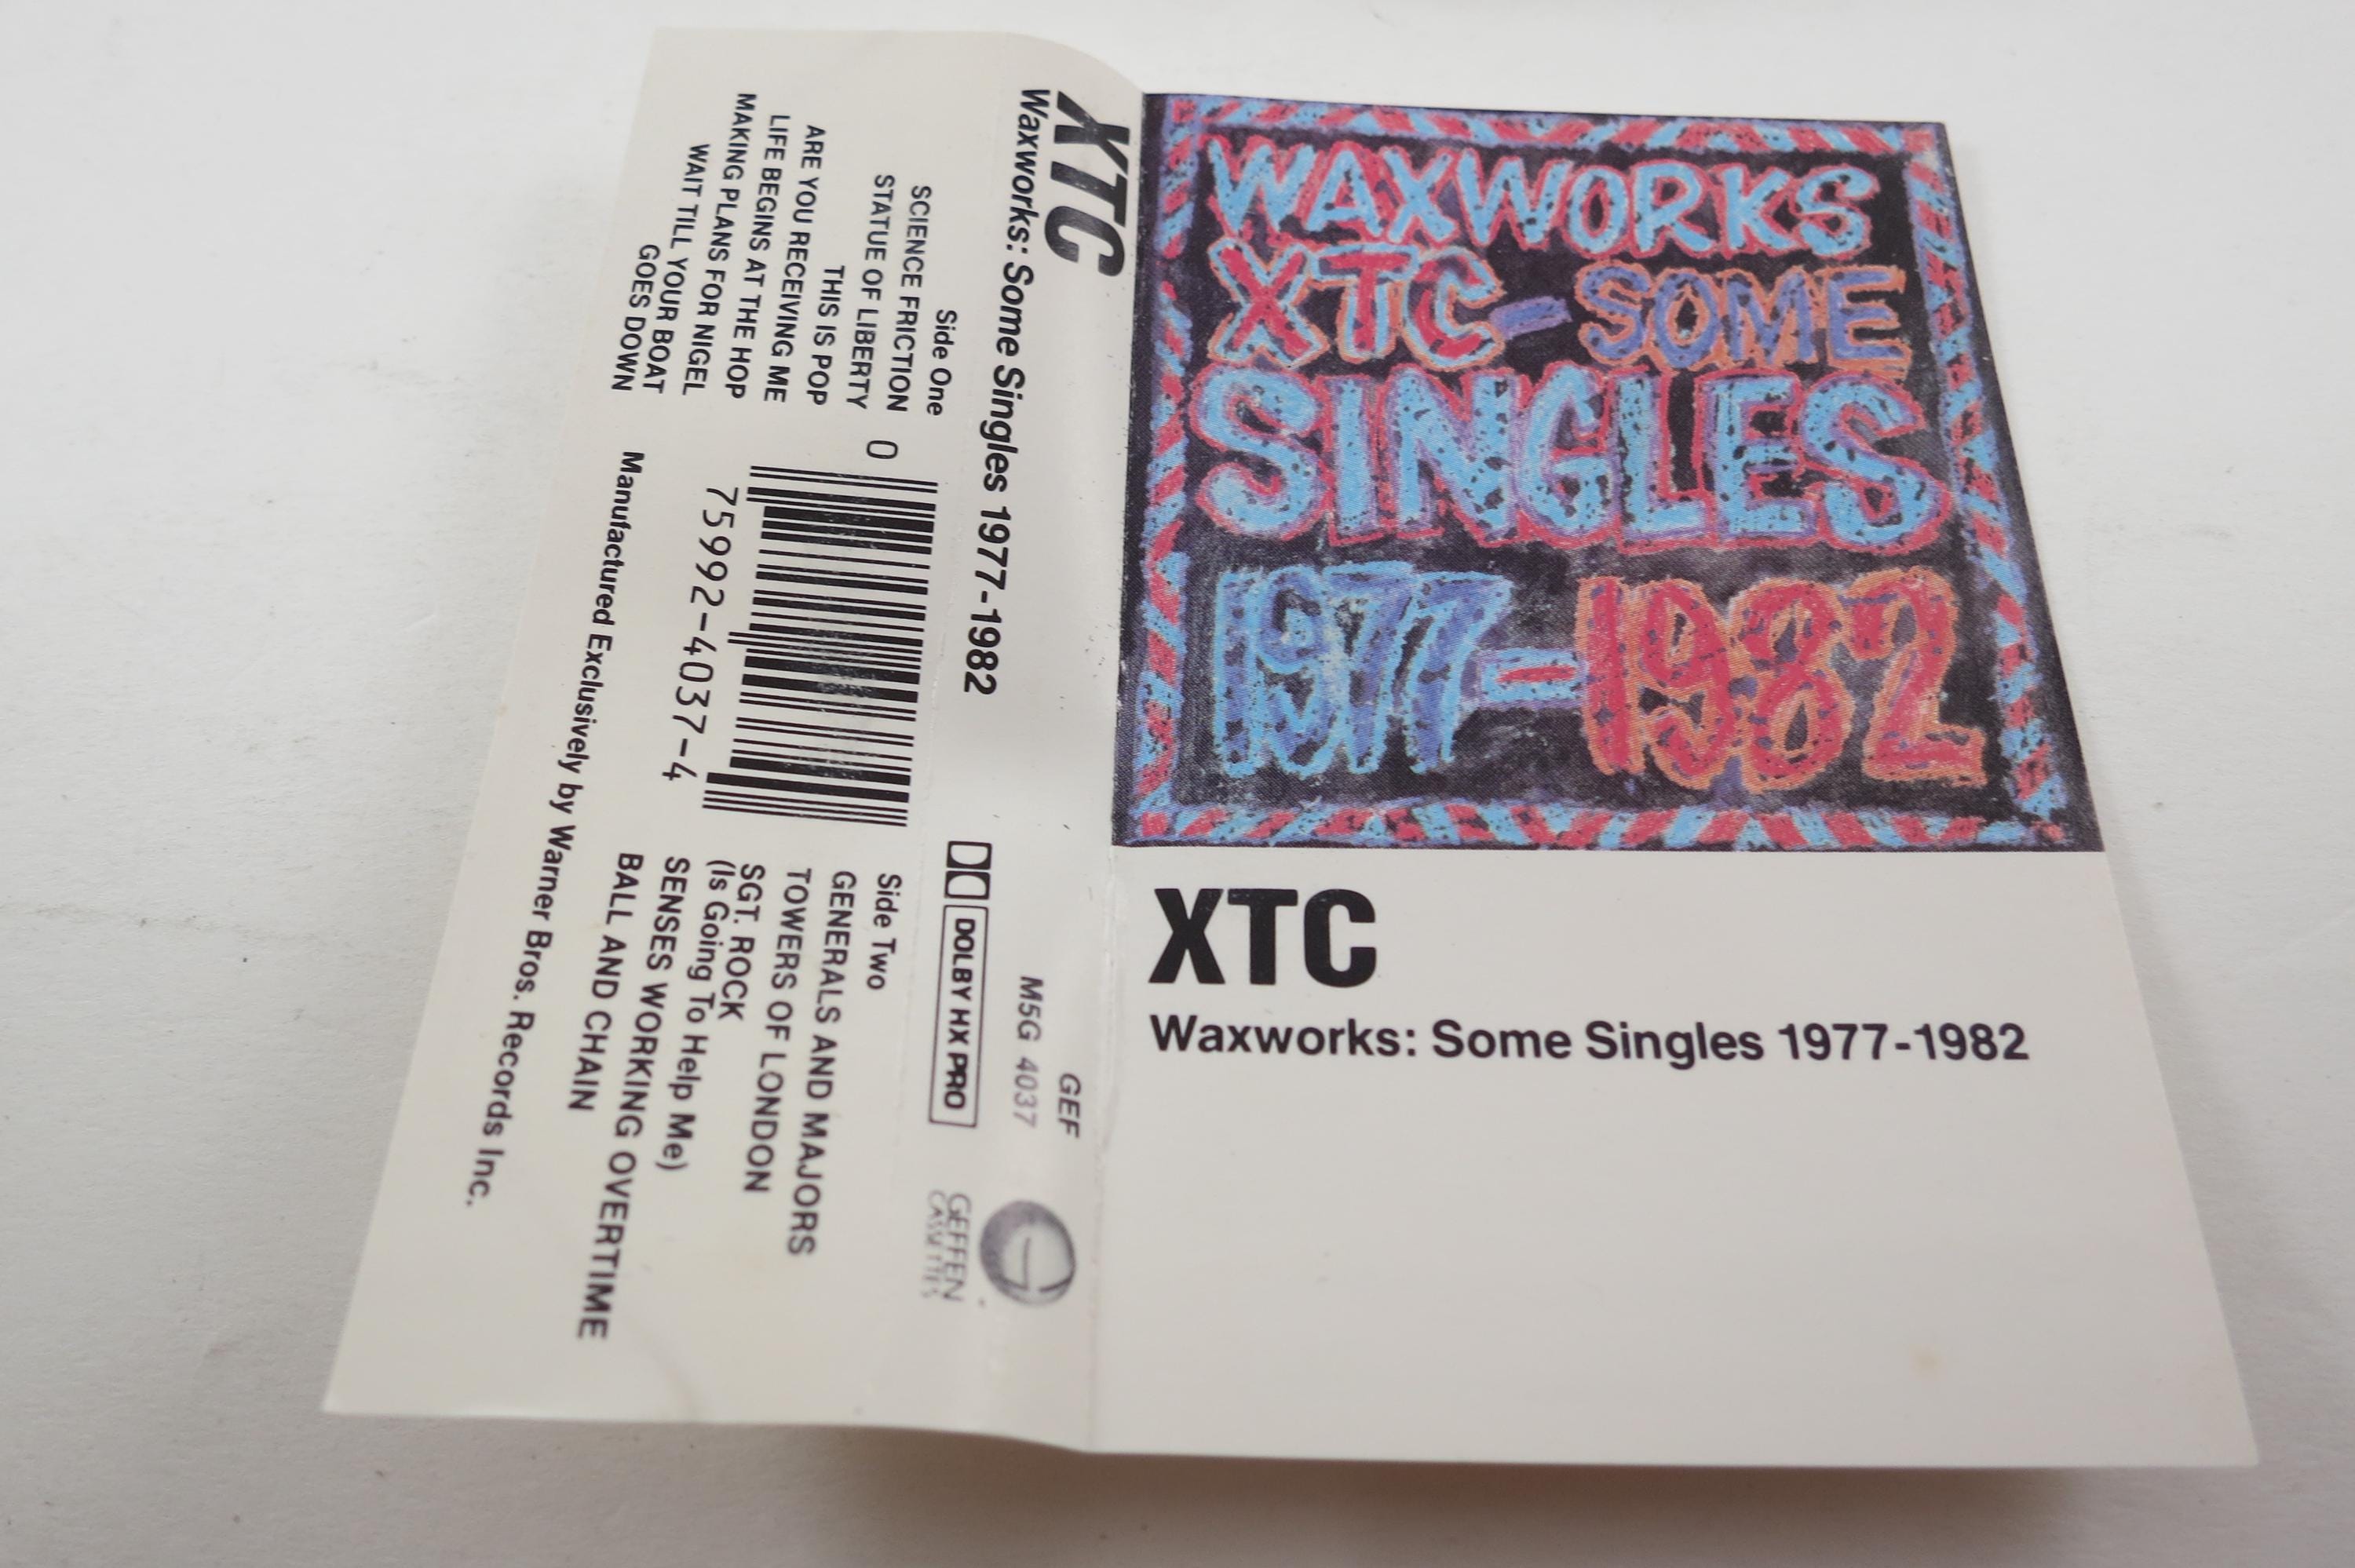 WAXWORKS
XTC-SOME
SINGLES
1977-1982
XTC
Waxworks: Some Singles 1977-1982
XTC
Waxworks: Some Singles 1977-1982
DOLBY HX PRO
GEF
M5G 4037
GEFFEN
CASSETTES
Side One
SCIENCE FRICTION
STATUE OF LIBERTY
THIS IS POP
ARE YOU RECEIVING ME
LIFE BEGINS AT THE HOP
MAKING PLANS FOR NIGEL
WAIT TILL YOUR BOAT
GOES DOWN
0
75992-4037-4
Side Two
GENERALS AND MAJORS
TOWERS OF LONDON
SGT. ROCK
(Is Going To Help Me)
SENSES WORKING OVERTIME
BALL AND CHAIN
Manufactured Exclusively by Warner Bros. Records Inc.